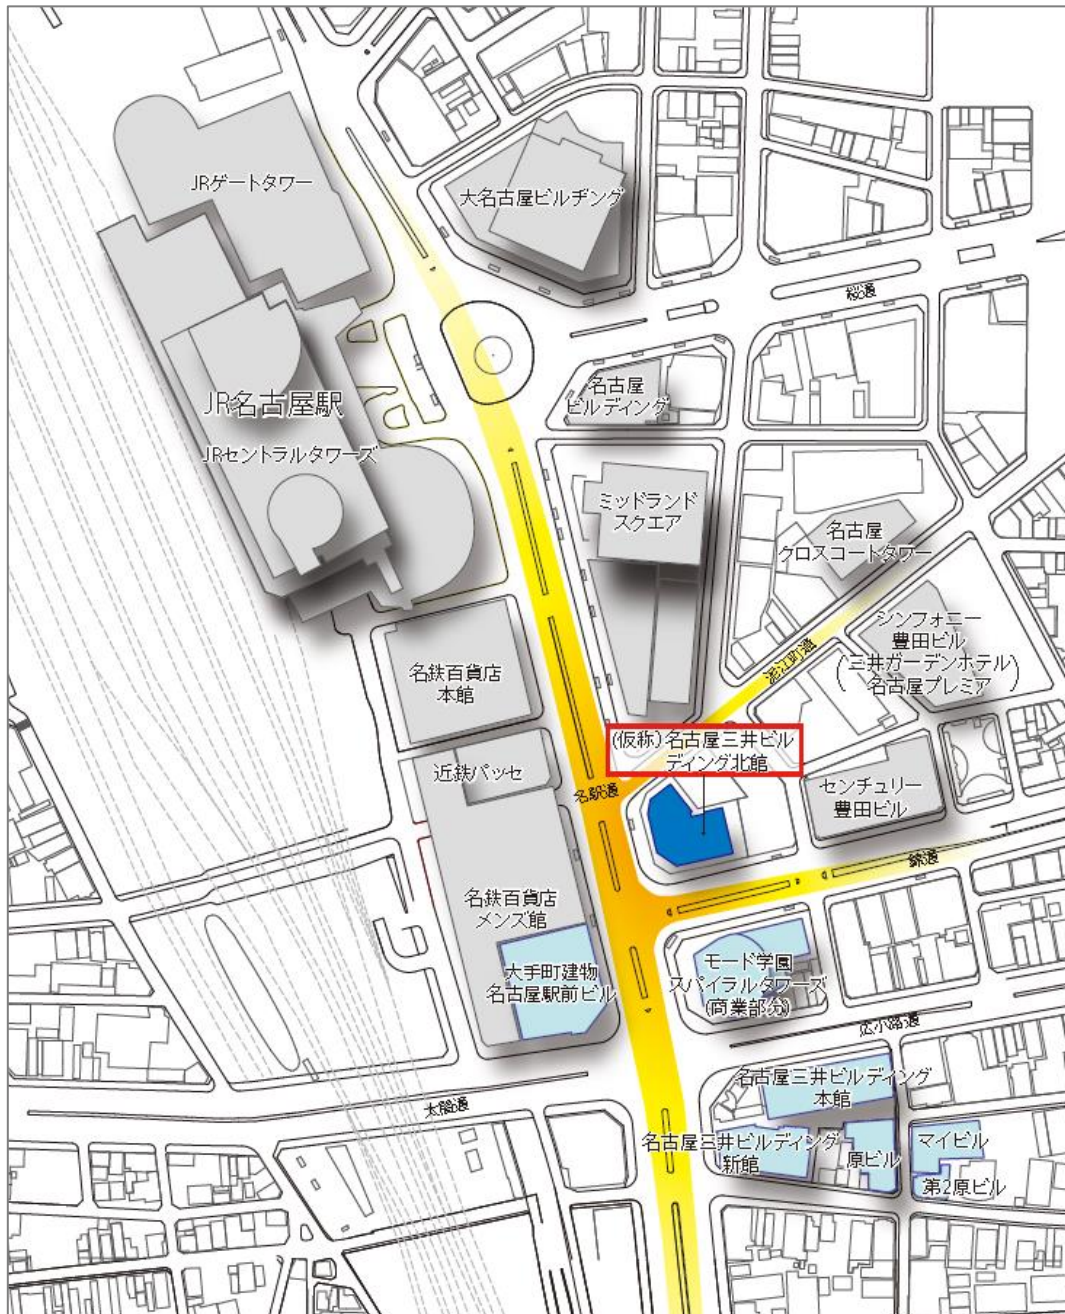 JRゲートタワー
大名古屋ビルヂング
桜通
名古屋
ビルディング
JR名古屋駅
JRセントラルタワーズ
ミッドランド
スクエア
名古屋
クロスコートタワー
シンフォニー
豊田ビル
(三井ガーデンホテル
名古屋プレミア)
名鉄百貨店
本館
泥江町通
(仮称)名古屋三井ビル
ディング北館
近鉄パッセ
名駅通
センチュリー
豊田ビル
錦通
名鉄百貨店
メンズ館
大手町建物
名古屋駅前ビル
モード学園
スパイラルタワーズ
(商業部分)
広小路通
名古屋三井ビルディング
本館
太閤通
名古屋三井ビルディング
新館
原ビル
マイビル
第2原ビル